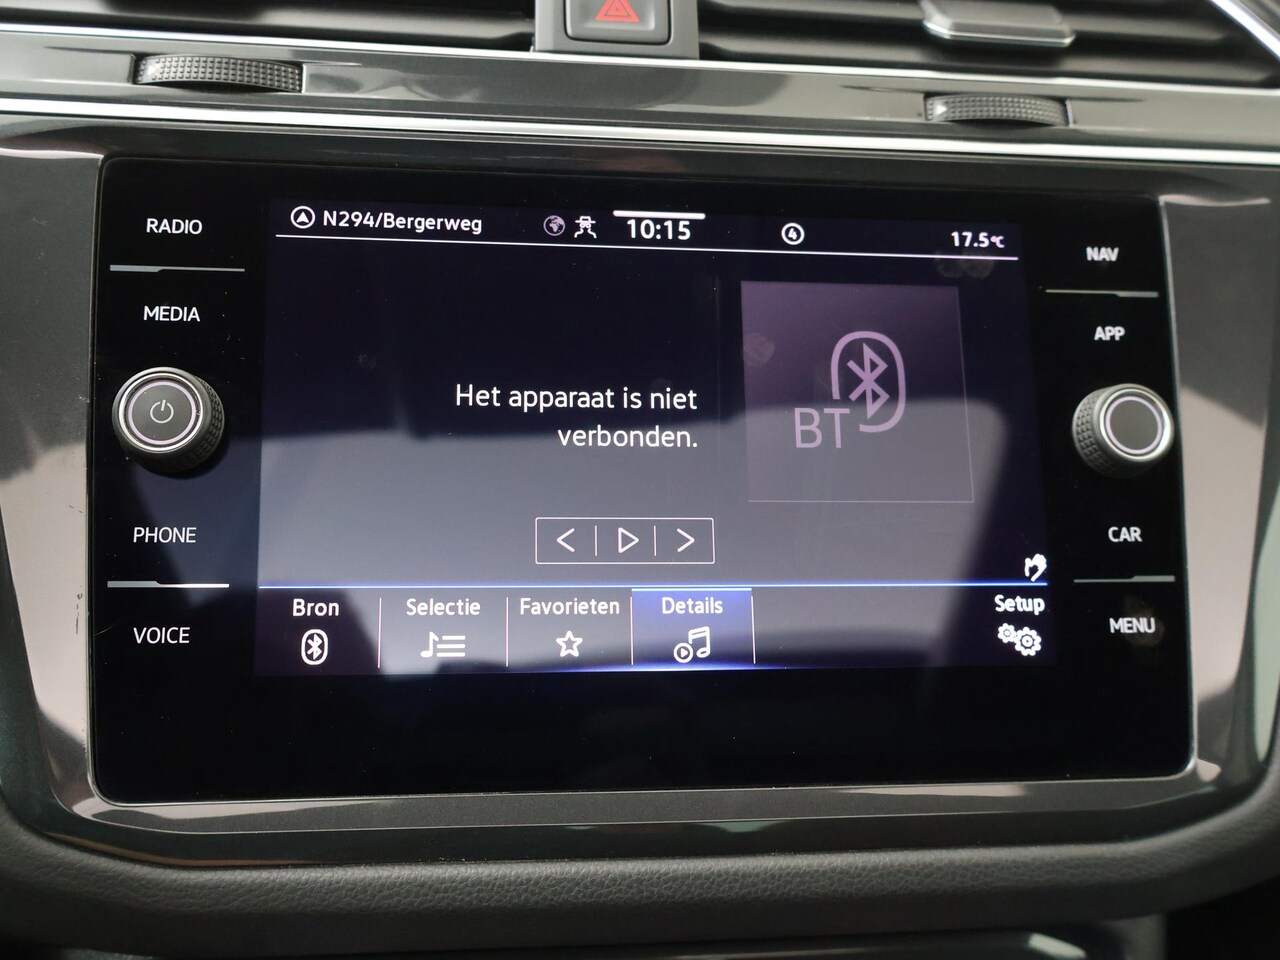 RADIO
MEDIA
PHONE
VOICE
N294/Bergerweg
10:15
4
17.5°C
Het apparaat is niet
verbonden.
BT
Bron
Selectie
Favorieten
Details
Setup
NAV
APP
CAR
MENU